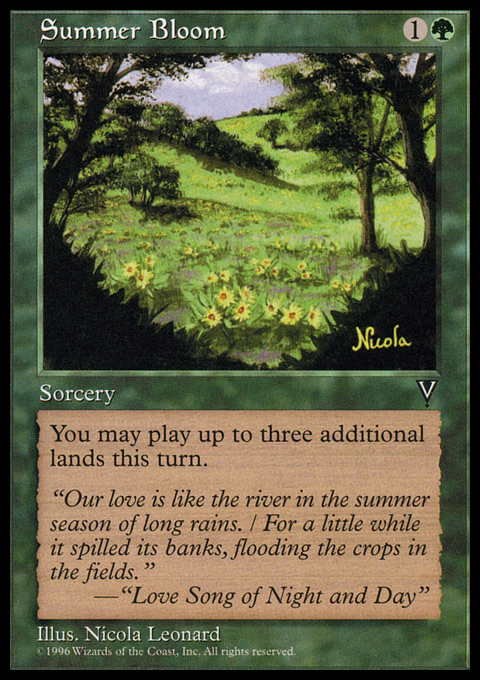 Summer Bloom 1
Nicola
Sorcery
You may play up to three additional
lands this turn.
“Our love is like the river in the summer
season of long rains. / For a little while
it spilled its banks, flooding the crops in
the fields.”
—“Love Song of Night and Day”
Illus. Nicola Leonard
©1996 Wizards of the Coast, Inc. All rights reserved.